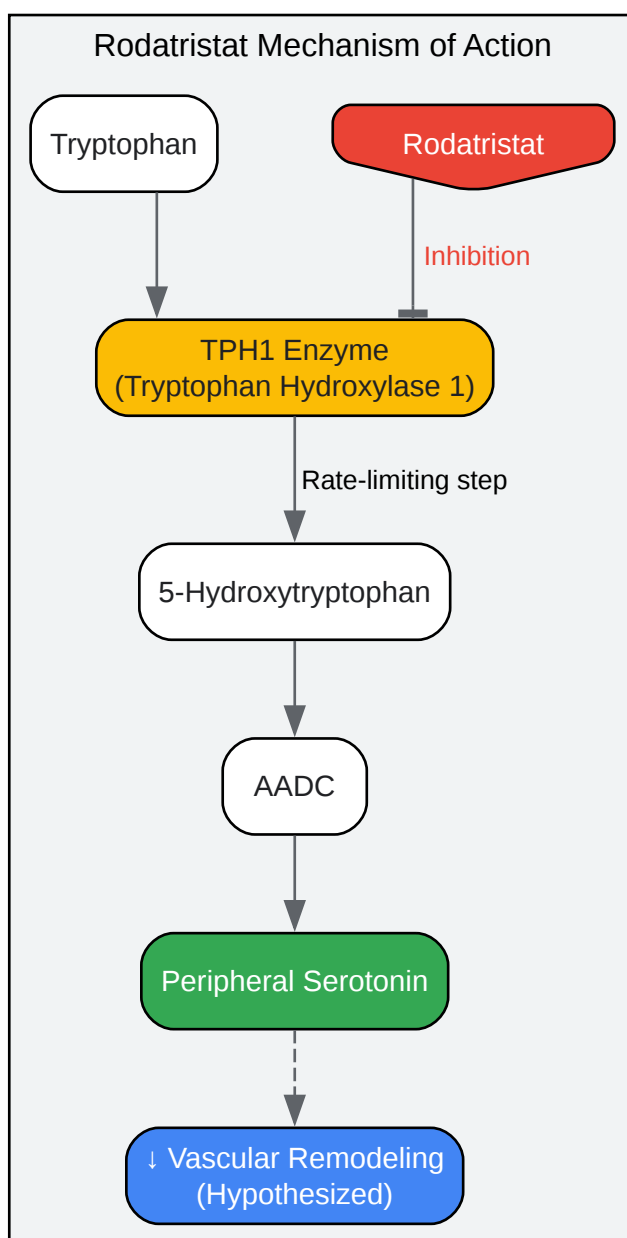 Rodatristat Mechanism of Action
Tryptophan
Rodatristat
Inhibition
TPH1 Enzyme
(Tryptophan Hydroxylase 1)
Rate-limiting step
5-Hydroxytryptophan
AADC
Peripheral Serotonin
↓ Vascular Remodeling
(Hypothesized)